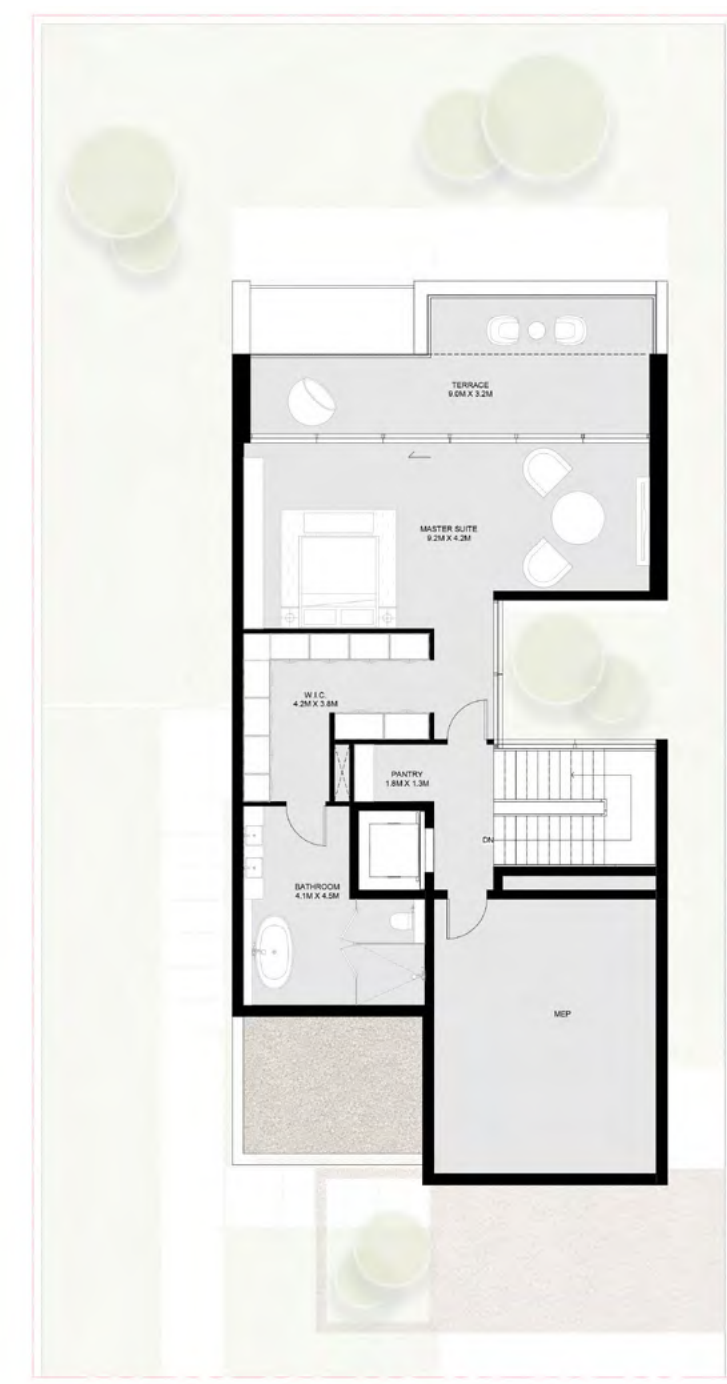 TERRACE
9.0M X 3.2M
MASTER SUITE
9.2M X 4.2M
W.I.C.
4.2M X 3.8M
PANTRY
1.8M X 1.3M
DN
BATHROOM
4.1M X 4.5M
MEP